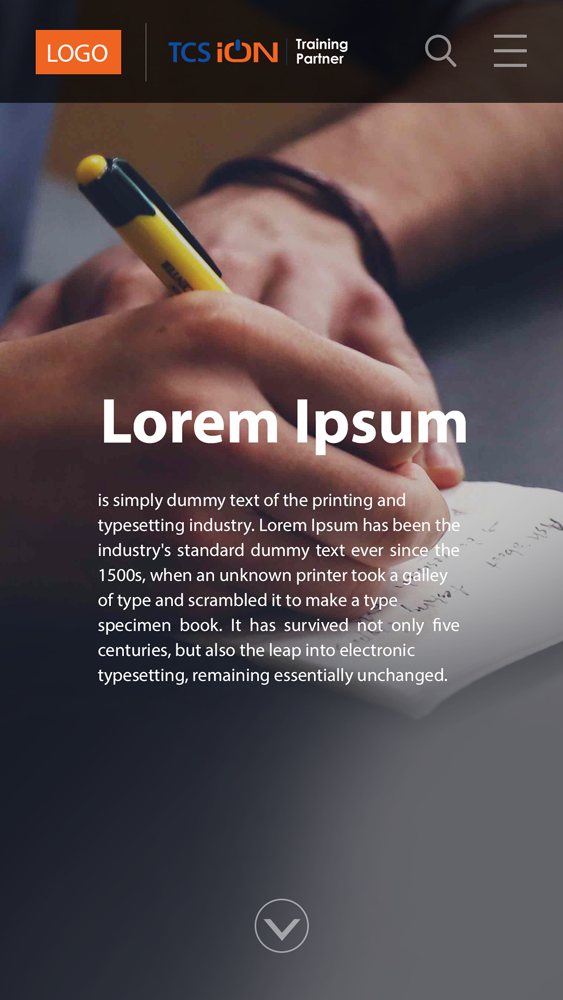 LOGO
TCS iON
Training
Partner
Lorem Ipsum
is simply dummy text of the printing and
typesetting industry. Lorem Ipsum has been the
industry's standard dummy text ever since the
1500s, when an unknown printer took a galley
of type and scrambled it to make a type
specimen book. It has survived not only five
centuries, but also the leap into electronic
typesetting, remaining essentially unchanged.